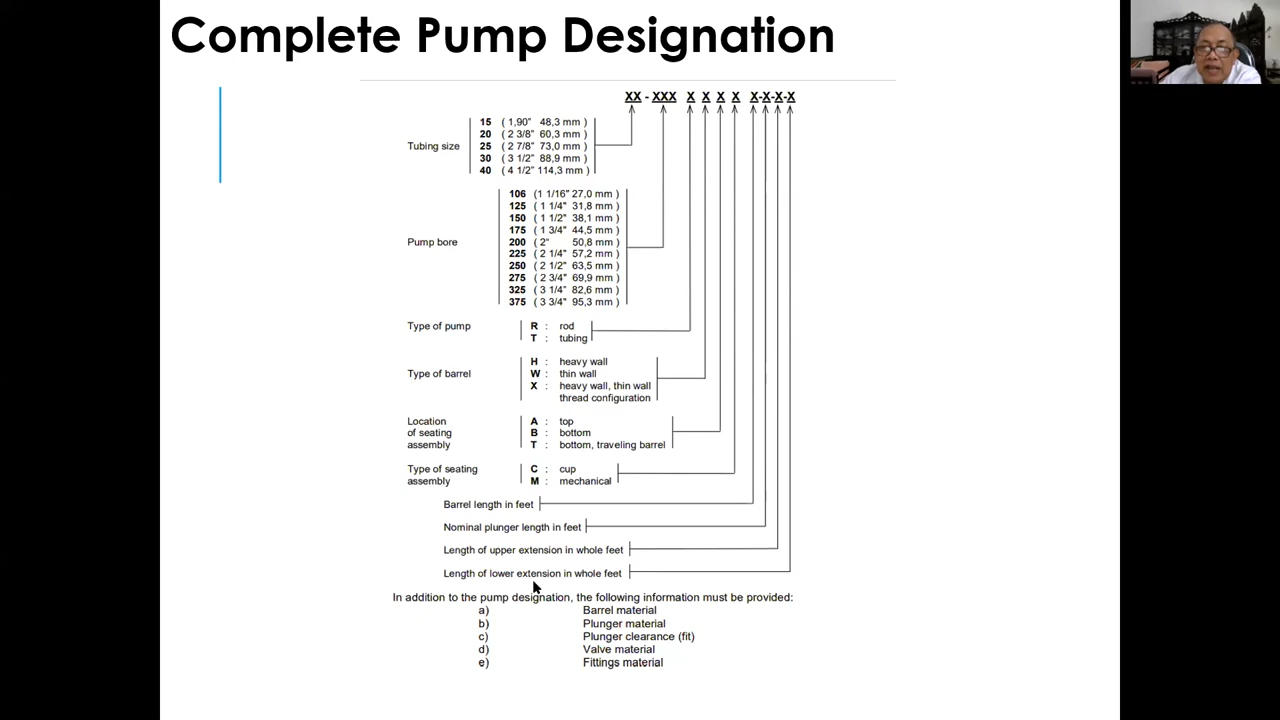 Complete Pump Designation
XX - XXX X X X X X-X-X-X
15 ( 1,90" 48,3 mm )
20 ( 2 3/8" 60,3 mm )
Tubing size 25 ( 2 7/8" 73,0 mm )
30 ( 3 1/2" 88,9 mm )
40 ( 4 1/2" 114,3 mm )
106 (1 1/16" 27,0 mm )
125 ( 1 1/4" 31,8 mm )
150 ( 1 1/2" 38,1 mm )
175 ( 1 3/4" 44,5 mm )
Pump bore 200 ( 2" 50,8 mm )
225 ( 2 1/4" 57,2 mm )
250 ( 2 1/2" 63,5 mm )
275 ( 2 3/4" 69,9 mm )
325 ( 3 1/4" 82,6 mm )
375 ( 3 3/4" 95,3 mm )
Type of pump R : rod
T : tubing
H : heavy wall
Type of barrel W : thin wall
X : heavy wall, thin wall
thread configuration
Location A : top
of seating B : bottom
assembly T : bottom, traveling barrel
Type of seating C : cup
assembly M : mechanical
Barrel length in feet
Nominal plunger length in feet
Length of upper extension in whole feet
Length of lower extension in whole feet
In addition to the pump designation, the following information must be provided:
a) Barrel material
b) Plunger material
c) Plunger clearance (fit)
d) Valve material
e) Fittings material